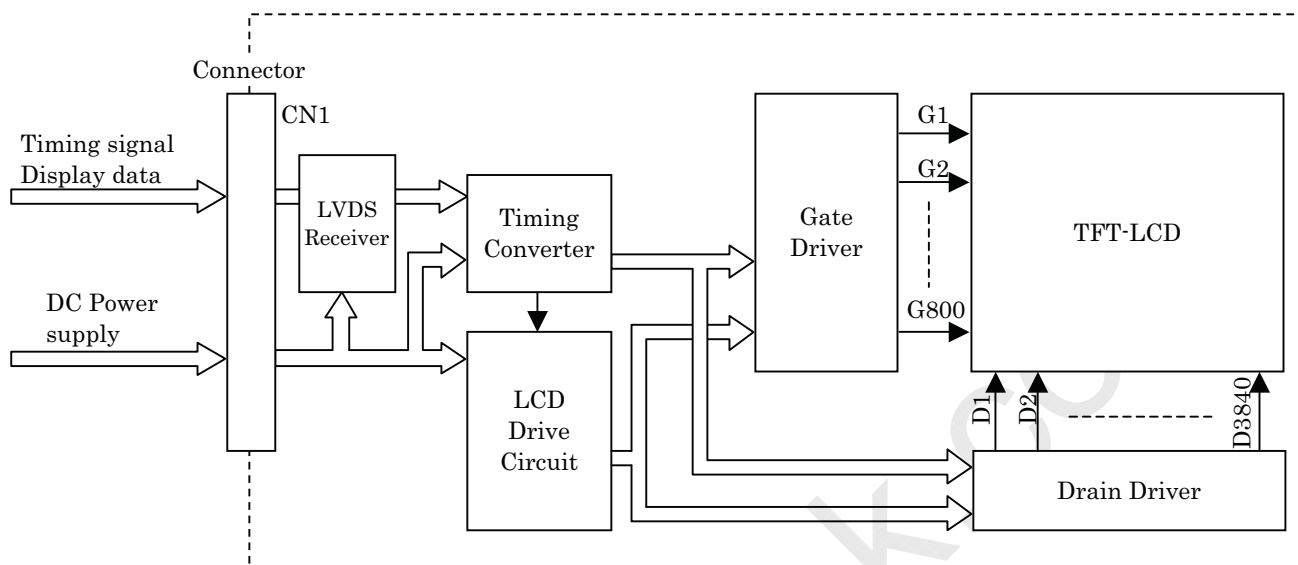 Connector
CN1
Timing signal
Display data
LVDS
Receiver
Timing
Converter
Gate
Driver
G1
G2
G800
TFT-LCD
DC Power
supply
LCD
Drive
Circuit
D1
D2
D3840
Drain Driver